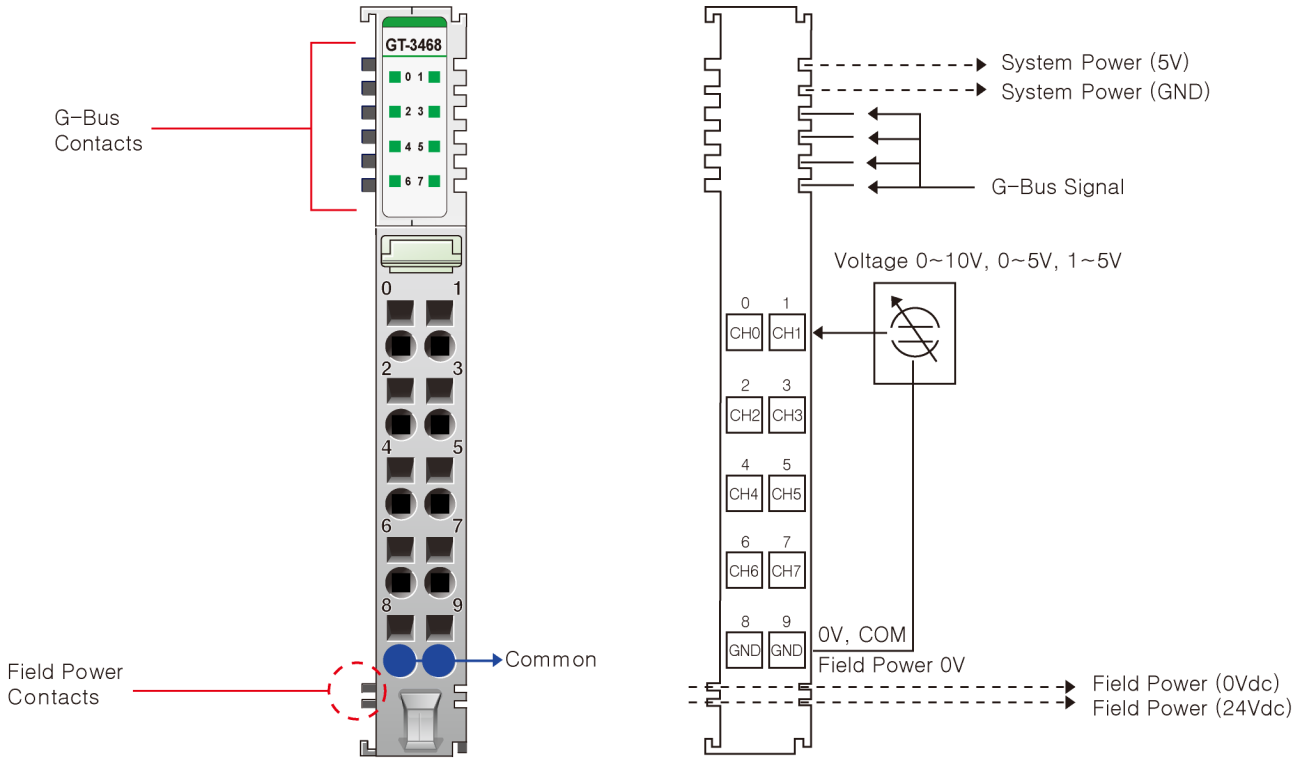 GT-3468
0 1
2 3
4 5
6 7
G-Bus
Contacts
0 1
2 3
4 5
6 7
8 9
Common
Field Power
Contacts
System Power (5V)
System Power (GND)
G-Bus Signal
Voltage 0~10V, 0~5V, 1~5V
0 1
CH0 CH1
2 3
CH2 CH3
4 5
CH4 CH5
6 7
CH6 CH7
8 9
GND GND
0V, COM
Field Power 0V
Field Power (0Vdc)
Field Power (24Vdc)